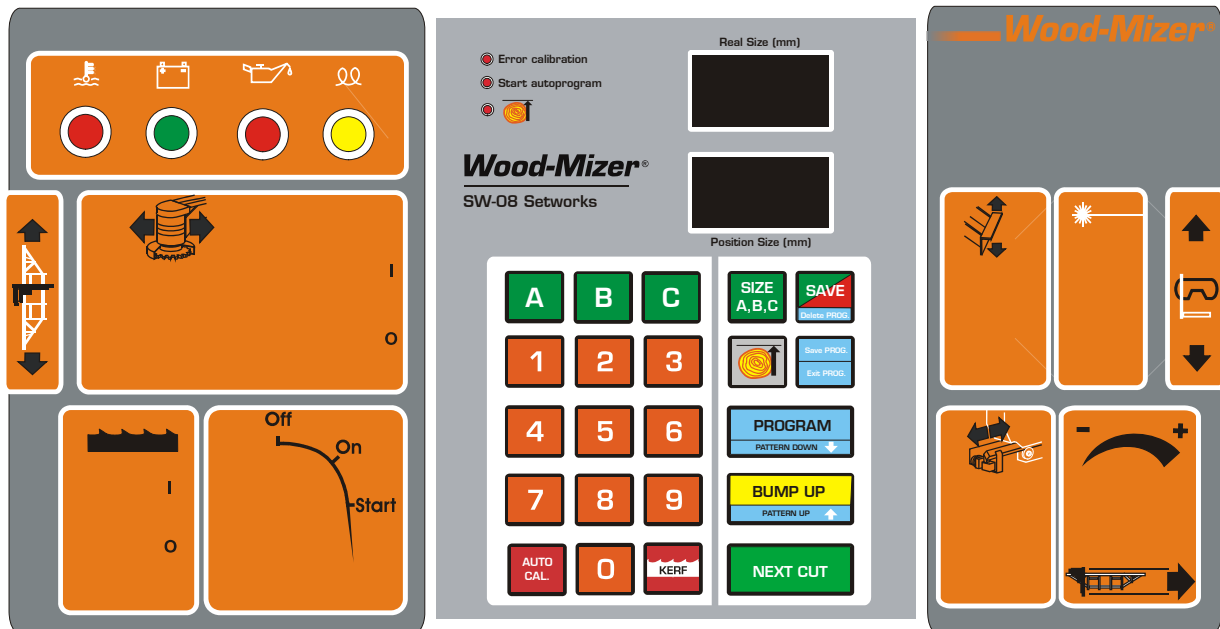 I
O
I
O
Off
On
Start
Error calibration
Start autoprogram
Wood-Mizer®
SW-08 Setworks
Real Size (mm)
Position Size (mm)
A
B
C
1
2
3
4
5
6
7
8
9
AUTO
CAL.
0
KERF
SIZE
A,B,C
SAVE
Delete PROG.
Save PROG.
Exit PROG.
PROGRAM
PATTERN DOWN
BUMP UP
PATTERN UP
NEXT CUT
Wood-Mizer®
- +